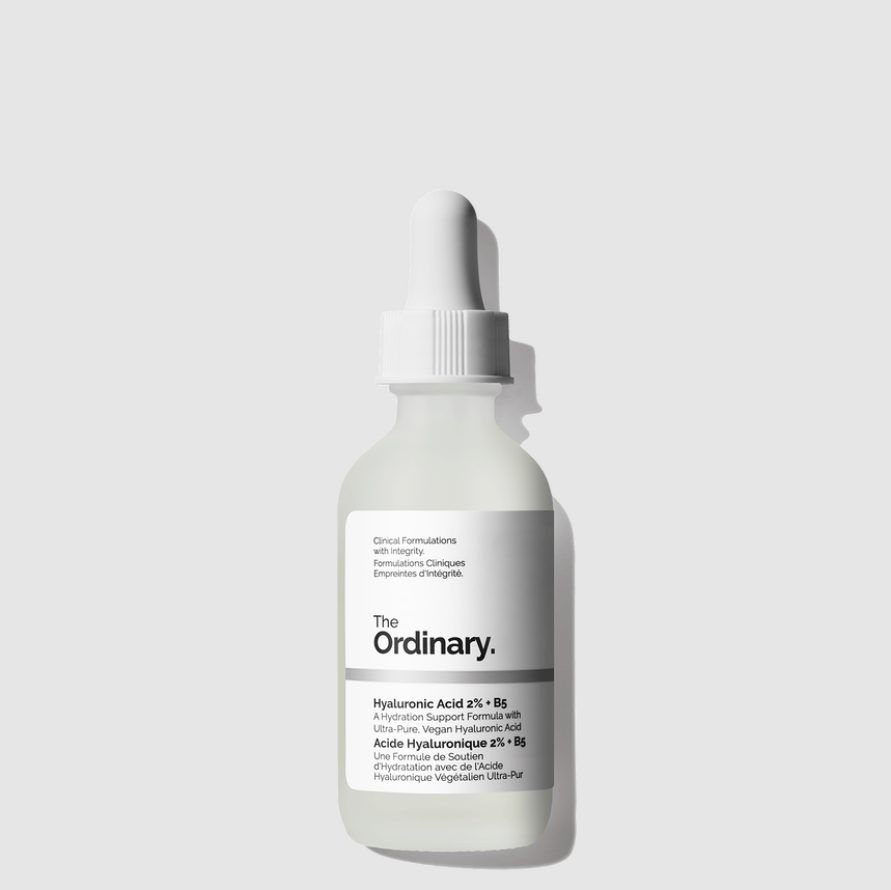 Clinical Formulations
with Integrity.
Formulations Cliniques
Empreintes d'Intégrité.
The
Ordinary.
Hyaluronic Acid 2% + B5
A Hydration Support Formula with
Ultra-Pure, Vegan Hyaluronic Acid
Acide Hyaluronique 2% + B5
Une Formule de Soutien
d'Hydratation avec de l'Acide
Hyaluronique Végétalien Ultra-Pur